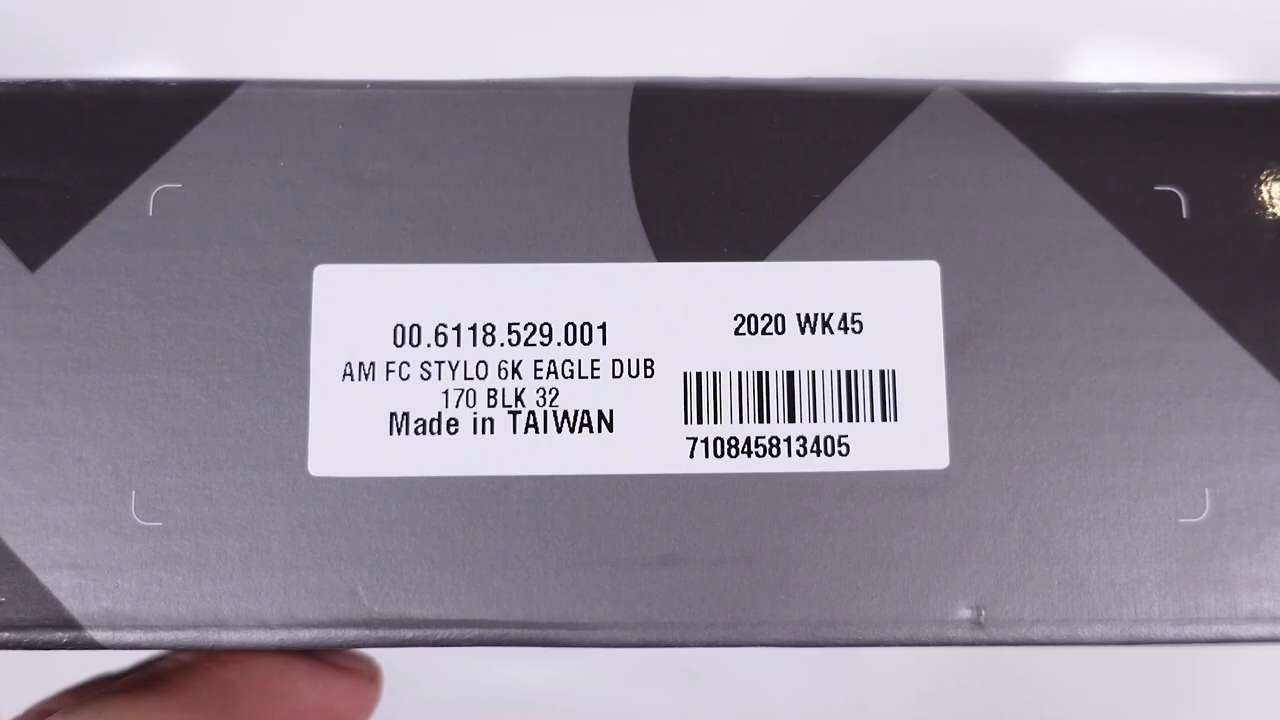 00.6118.529.001
AM FC STYLO 6K EAGLE DUB
170 BLK 32
Made in TAIWAN
2020 WK45
710845813405